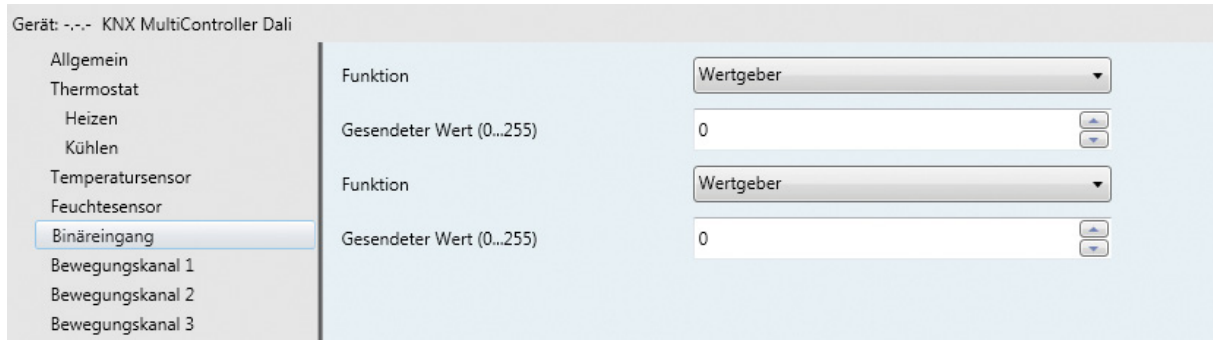 Gerät: -.-.- KNX MultiController Dali
Allgemein
Thermostat
Heizen
Kühlen
Temperatursensor
Feuchtesensor
Binäreingang
Bewegungskanal 1
Bewegungskanal 2
Bewegungskanal 3
Funktion Wertgeber
Gesendeter Wert (0...255) 0
Funktion Wertgeber
Gesendeter Wert (0...255) 0